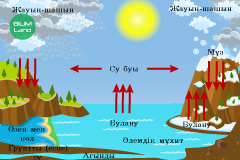 Жауын-шашын
Жауын-шашын
BILIM
Land
Мұз
Су буы
Булану
Булану
Өзен мен
көл
Әлемдік мұхит
Грунттық (еспе)
су
Ағынды